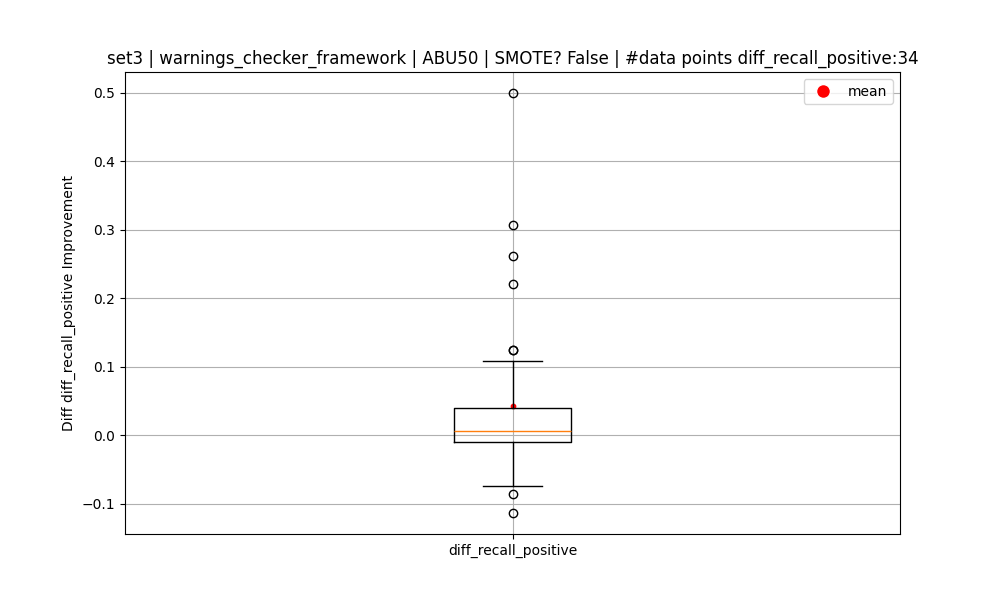 set3 | warnings_checker_framework | ABU50 | SMOTE? False | #data points diff_recall_positive:34
mean
Diff diff_recall_positive Improvement
0.5
0.4
0.3
0.2
0.1
0.0
−0.1
diff_recall_positive